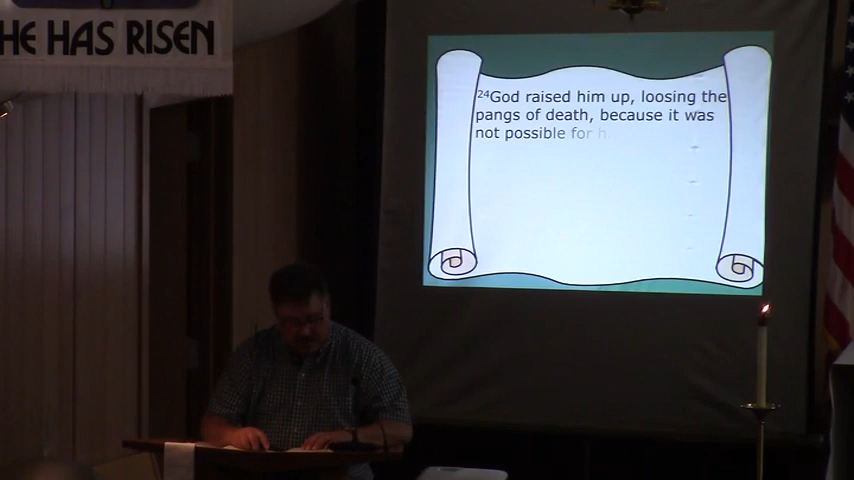 HE HAS RISEN
24God raised him up, loosing the
pangs of death, because it was
not possible for h